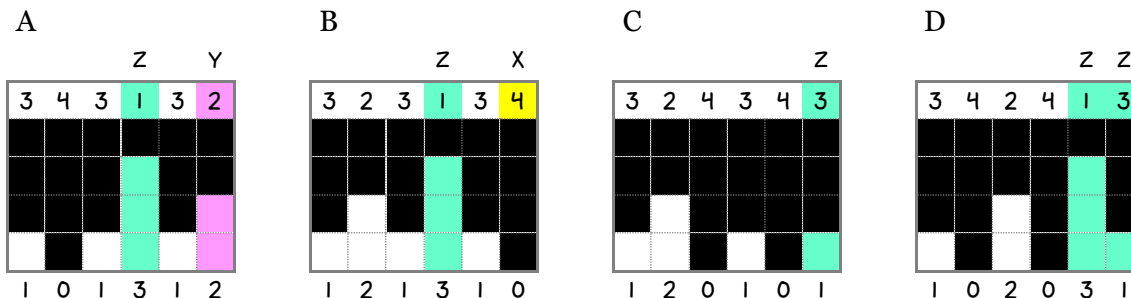 A B C D
Z Y Z X Z Z Z
3 4 3 1 3 2 3 2 3 1 3 4 3 2 4 3 4 3 3 4 2 4 1 3
1 0 1 3 1 2 1 2 1 3 1 0 1 2 0 1 0 1 1 0 2 0 3 1